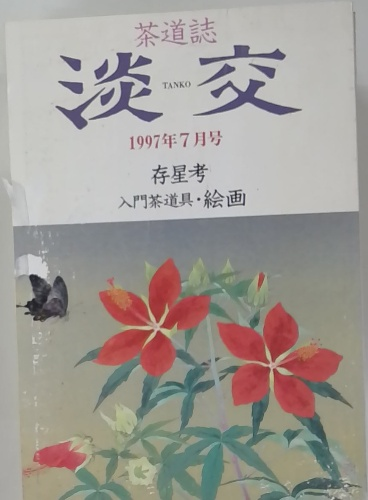 茶道誌
淡交
TANKO
1997年7月号
存星考
入門茶道具・絵画